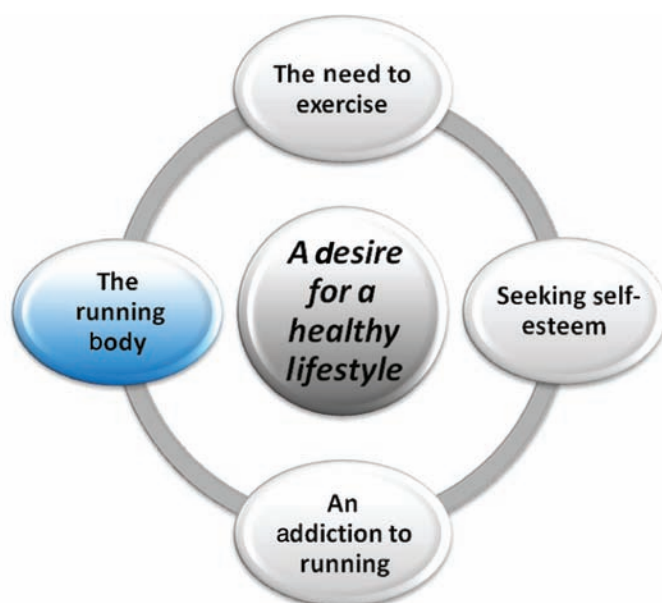 The need to
exercise
The
running
body
A desire
for a
healthy
lifestyle
Seeking self-
esteem
An
addiction to
running